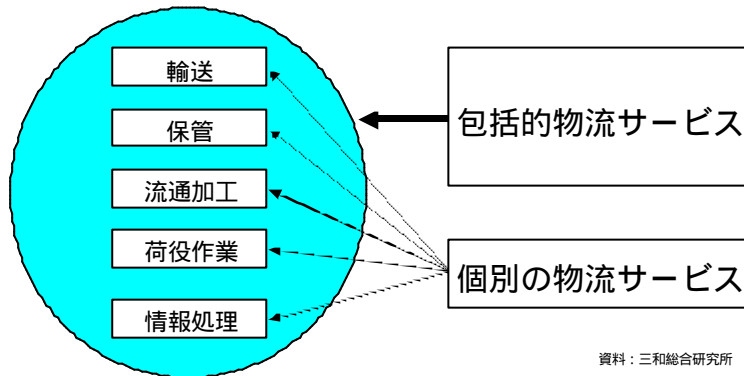 輸送
保管
流通加工
荷役作業
情報処理
包括的物流サービス
個別の物流サービス
資料：三和総合研究所